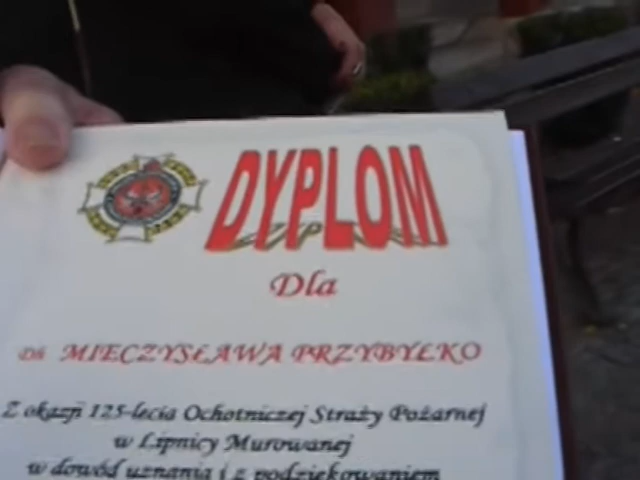 DYPLOM
Dla
Dh MIECZYSŁAWA PRZYBYŁKO
Z okazji 125-lecia Ochotniczej Straży Pożarnej
w Lipnicy Murowanej
w dowód uznania i z podziękowaniem